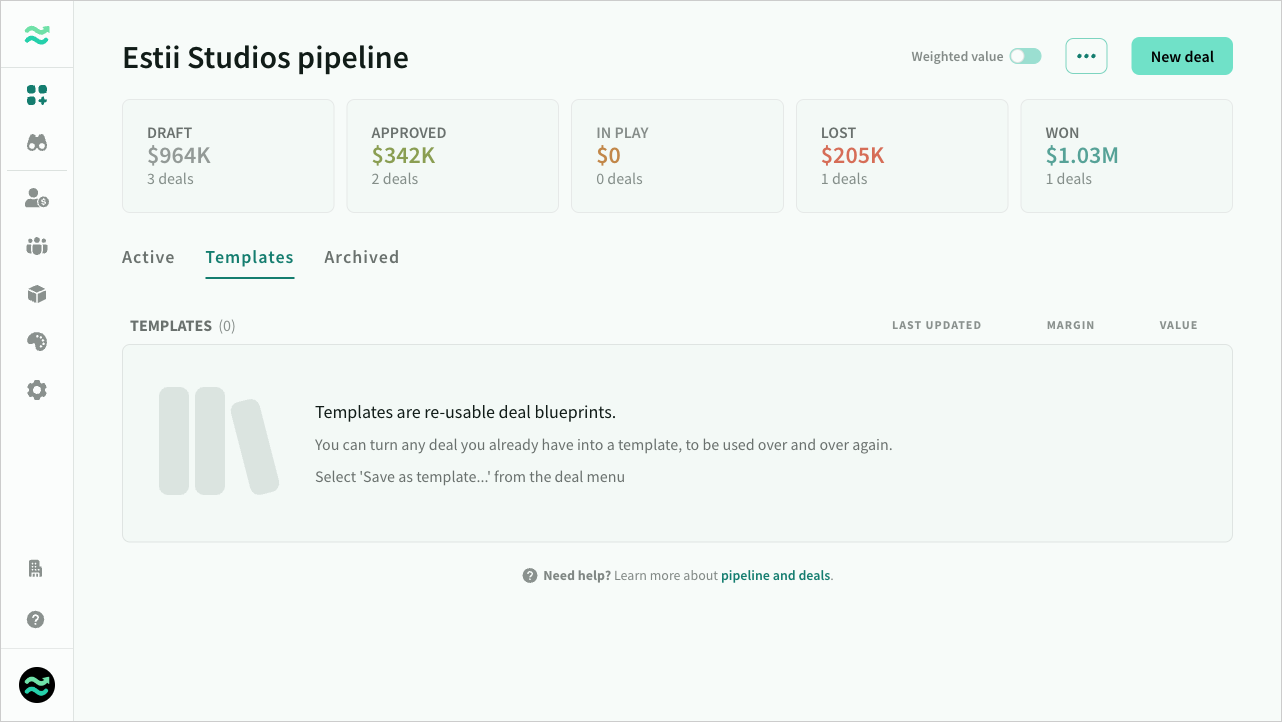 Estii Studios pipeline
Weighted value
New deal
DRAFT
$964K
3 deals
APPROVED
$342K
2 deals
IN PLAY
$0
0 deals
LOST
$205K
1 deals
WON
$1.03M
1 deals
Active
Templates
Archived
TEMPLATES (0)
LAST UPDATED
MARGIN
VALUE
Templates are re-usable deal blueprints.
You can turn any deal you already have into a template, to be used over and over again.
Select 'Save as template...' from the deal menu
Need help? Learn more about pipeline and deals.